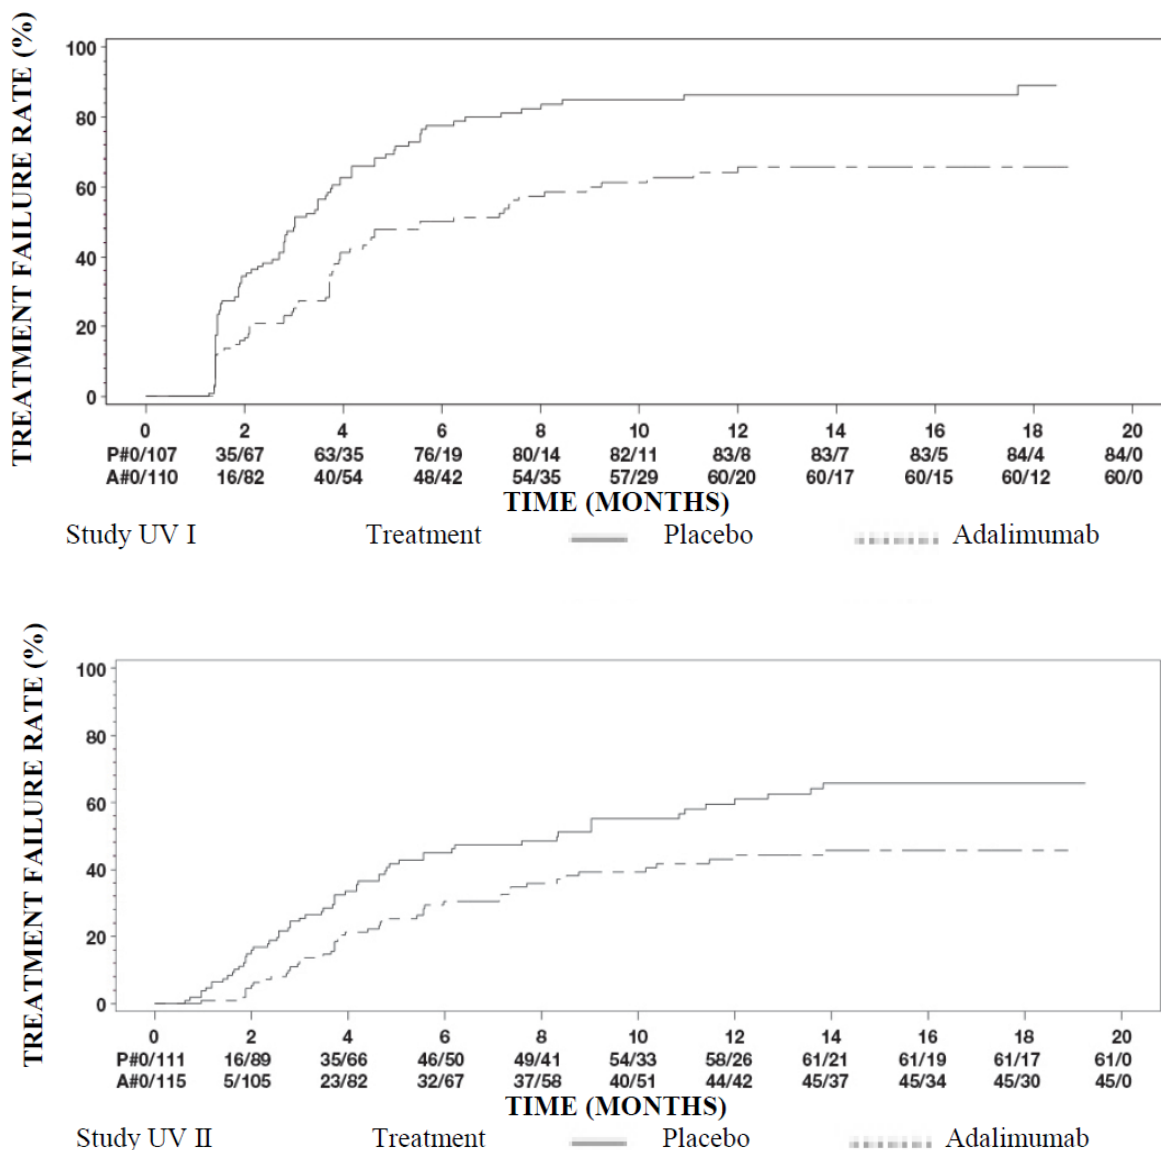 TREATMENT FAILURE RATE (%)
100
80
60
40
20
0
0 2 4 6 8 10 12 14 16 18 20
P#0/107 35/67 63/35 76/19 80/14 82/11 83/8 83/7 83/5 84/4 84/0
A#0/110 16/82 40/54 48/42 54/35 57/29 60/20 60/17 60/15 60/12 60/0
TIME (MONTHS)
Study UV I Treatment Placebo Adalimumab
TREATMENT FAILURE RATE (%)
100
80
60
40
20
0
0 2 4 6 8 10 12 14 16 18 20
P#0/111 16/89 35/66 46/50 49/41 54/33 58/26 61/21 61/19 61/17 61/0
A#0/115 5/105 23/82 32/67 37/58 40/51 44/42 45/37 45/34 45/30 45/0
TIME (MONTHS)
Study UV II Treatment Placebo Adalimumab